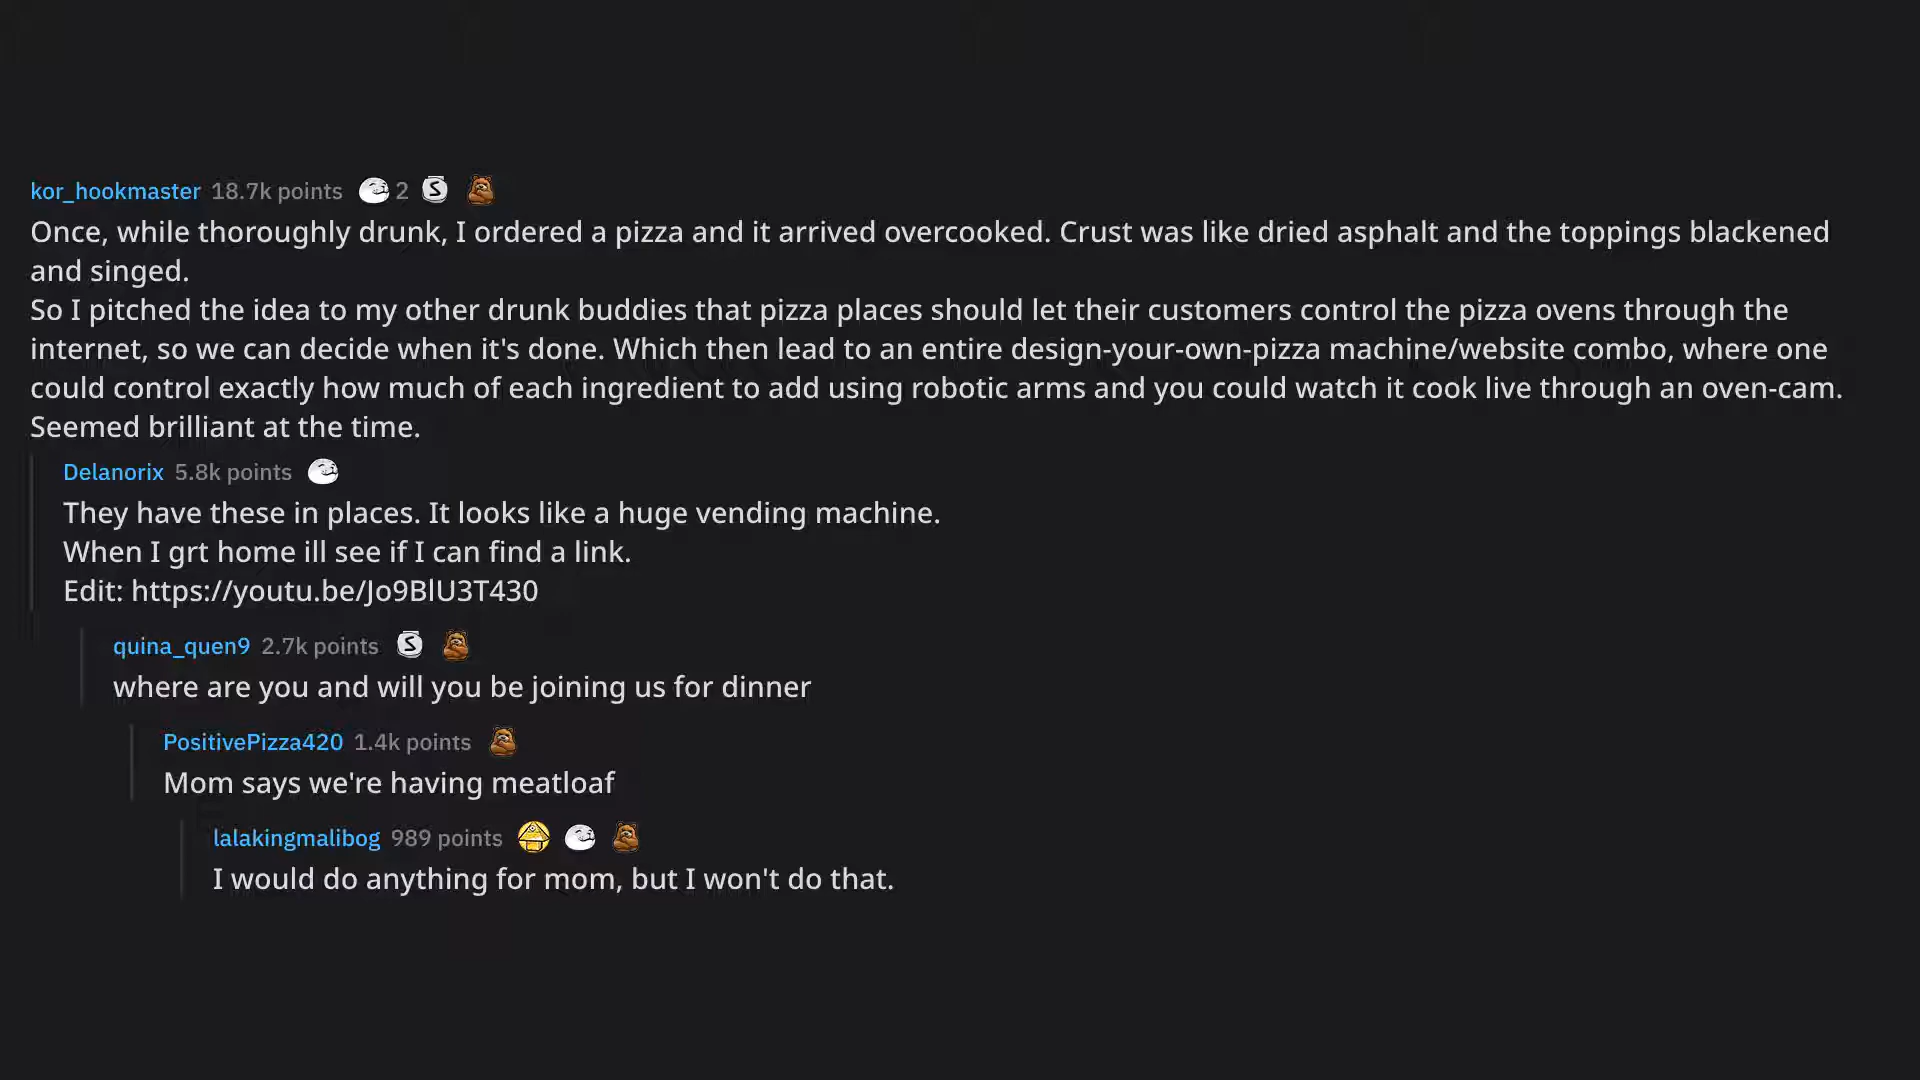 kor_hookmaster 18.7k points 2 S
Once, while thoroughly drunk, I ordered a pizza and it arrived overcooked. Crust was like dried asphalt and the toppings blackened
and singed.
So I pitched the idea to my other drunk buddies that pizza places should let their customers control the pizza ovens through the
internet, so we can decide when it's done. Which then lead to an entire design-your-own-pizza machine/website combo, where one
could control exactly how much of each ingredient to add using robotic arms and you could watch it cook live through an oven-cam.
Seemed brilliant at the time.
Delanorix 5.8k points
They have these in places. It looks like a huge vending machine.
When I grt home ill see if I can find a link.
Edit: https://youtu.be/Jo9BlU3T430
quina_quen9 2.7k points S
where are you and will you be joining us for dinner
PositivePizza420 1.4k points
Mom says we're having meatloaf
lalakingmalibog 989 points
I would do anything for mom, but I won't do that.